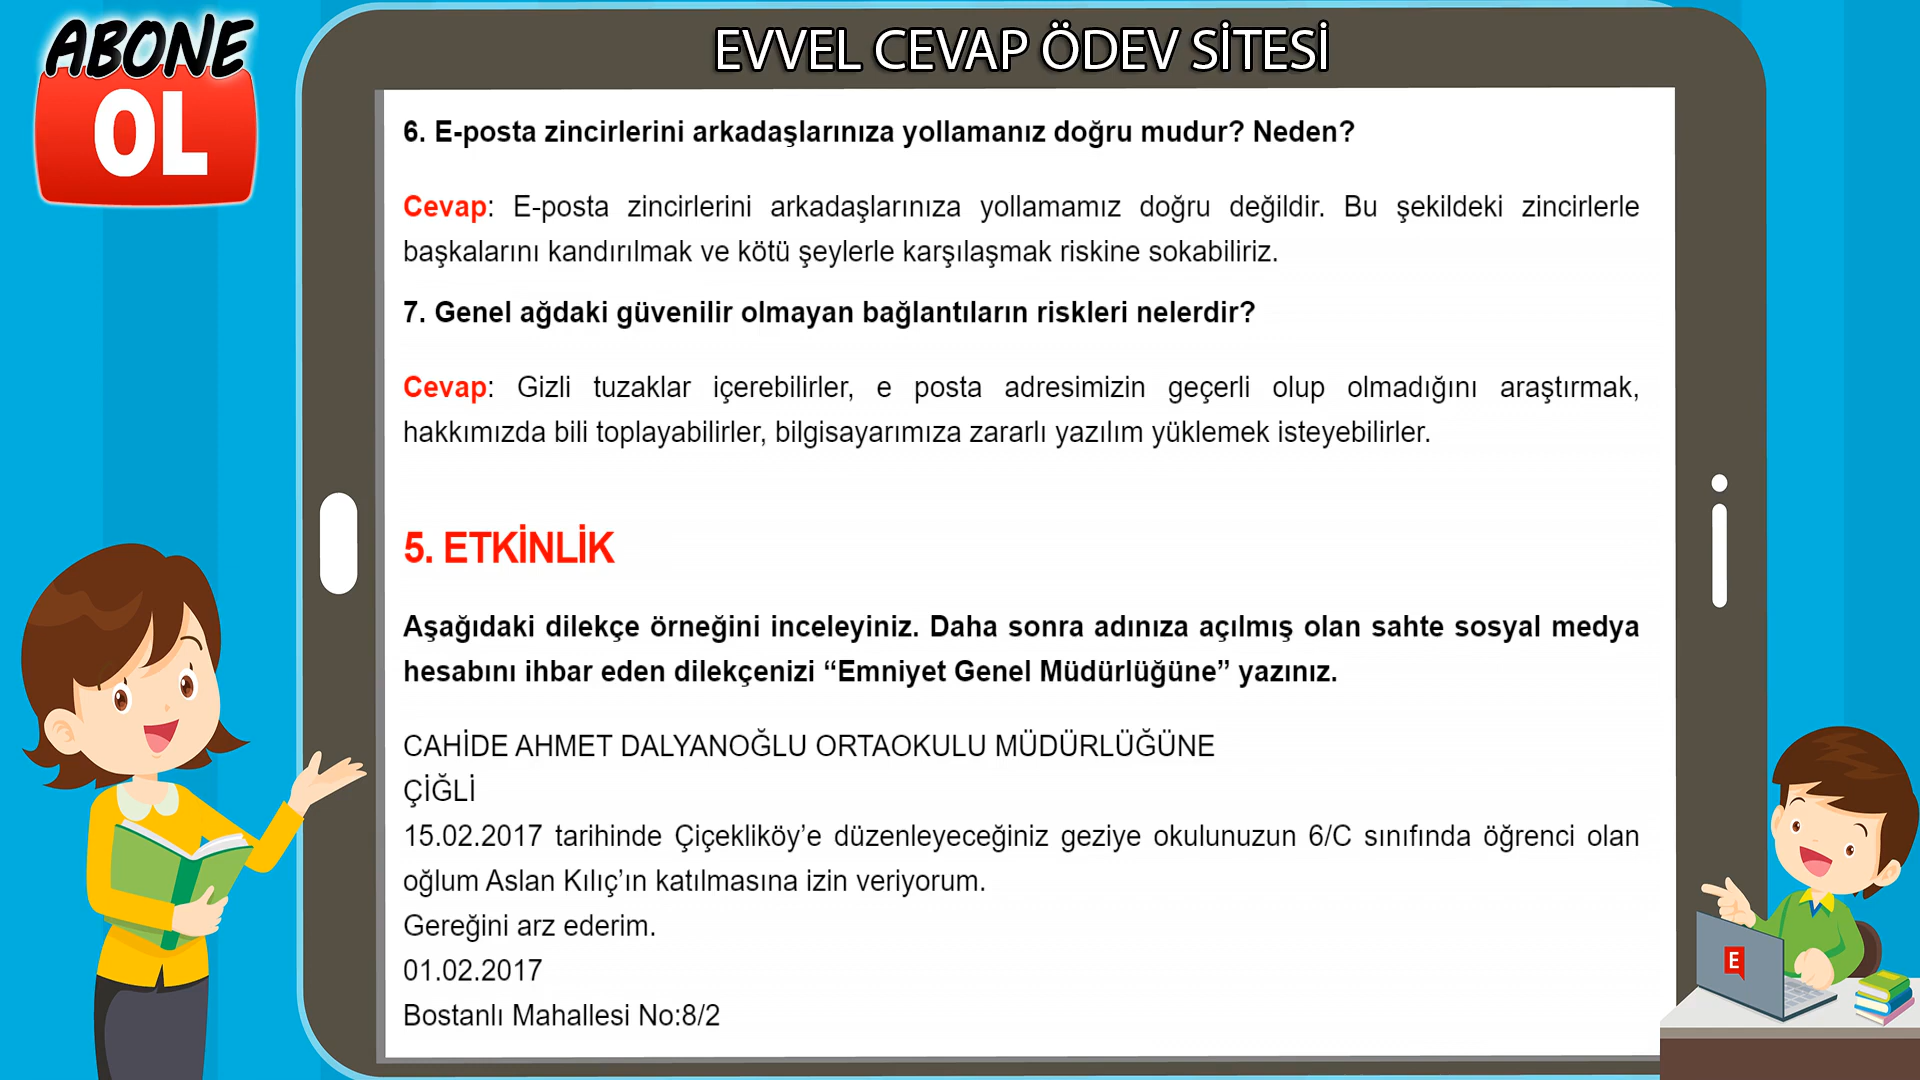 ABONE
OL
EVVEL CEVAP ÖDEV SİTESİ
6. E-posta zincirlerini arkadaşlarınıza yollamanız doğru mudur? Neden?
Cevap: E-posta zincirlerini arkadaşlarınıza yollamamız doğru değildir. Bu şekildeki zincirlerle
başkalarını kandırılmak ve kötü şeylerle karşılaşmak riskine sokabiliriz.
7. Genel ağdaki güvenilir olmayan bağlantıların riskleri nelerdir?
Cevap: Gizli tuzaklar içerebilirler, e posta adresimizin geçerli olup olmadığını araştırmak,
hakkımızda bili toplayabilirler, bilgisayarımıza zararlı yazılım yüklemek isteyebilirler.
5. ETKİNLİK
Aşağıdaki dilekçe örneğini inceleyiniz. Daha sonra adınıza açılmış olan sahte sosyal medya
hesabını ihbar eden dilekçenizi “Emniyet Genel Müdürlüğüne” yazınız.
CAHİDE AHMET DALYANOĞLU ORTAOKULU MÜDÜRLÜĞÜNE
ÇİĞLİ
15.02.2017 tarihinde Çiçekliköy’e düzenleyeceğiniz geziye okulunuzun 6/C sınıfında öğrenci olan
oğlum Aslan Kılıç’ın katılmasına izin veriyorum.
Gereğini arz ederim.
01.02.2017
Bostanlı Mahallesi No:8/2
E